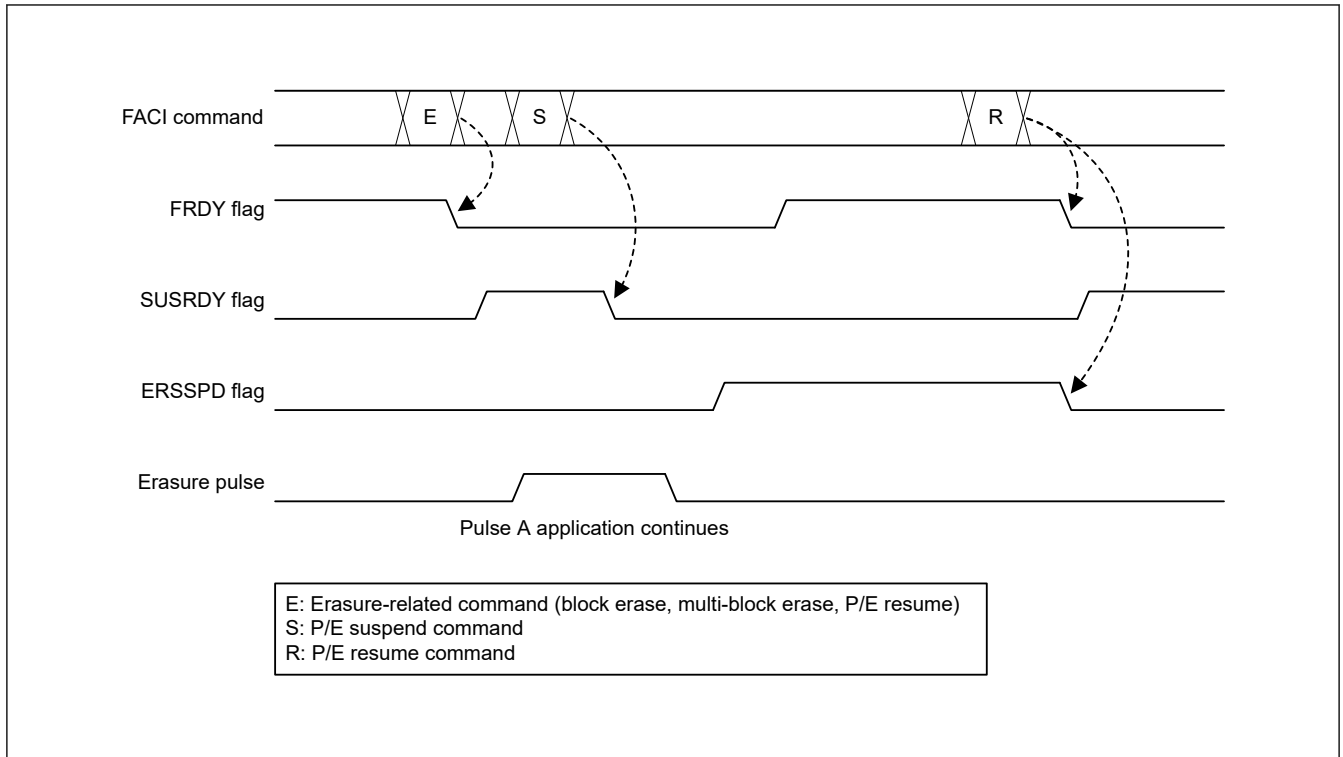 FACI command
E
S
R
FRDY flag
SUSRDY flag
ERSSPD flag
Erasure pulse
Pulse A application continues
E: Erasure-related command (block erase, multi-block erase, P/E resume)
S: P/E suspend command
R: P/E resume command